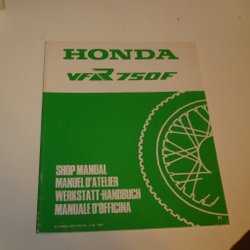 HONDA
VFR750F
SHOP MANUAL
MANUEL D'ATELIER
WERKSTATT-HANDBUCH
MANUALE D'OFFICINA